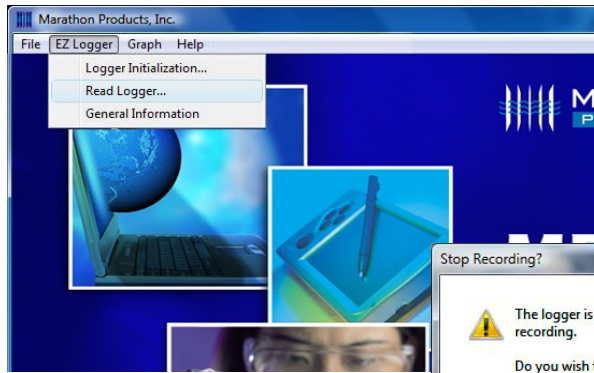 Marathon Products, Inc.
File EZ Logger Graph Help
Logger Initialization...
Read Logger...
General Information
Stop Recording?
The logger is
recording.
Do you wish